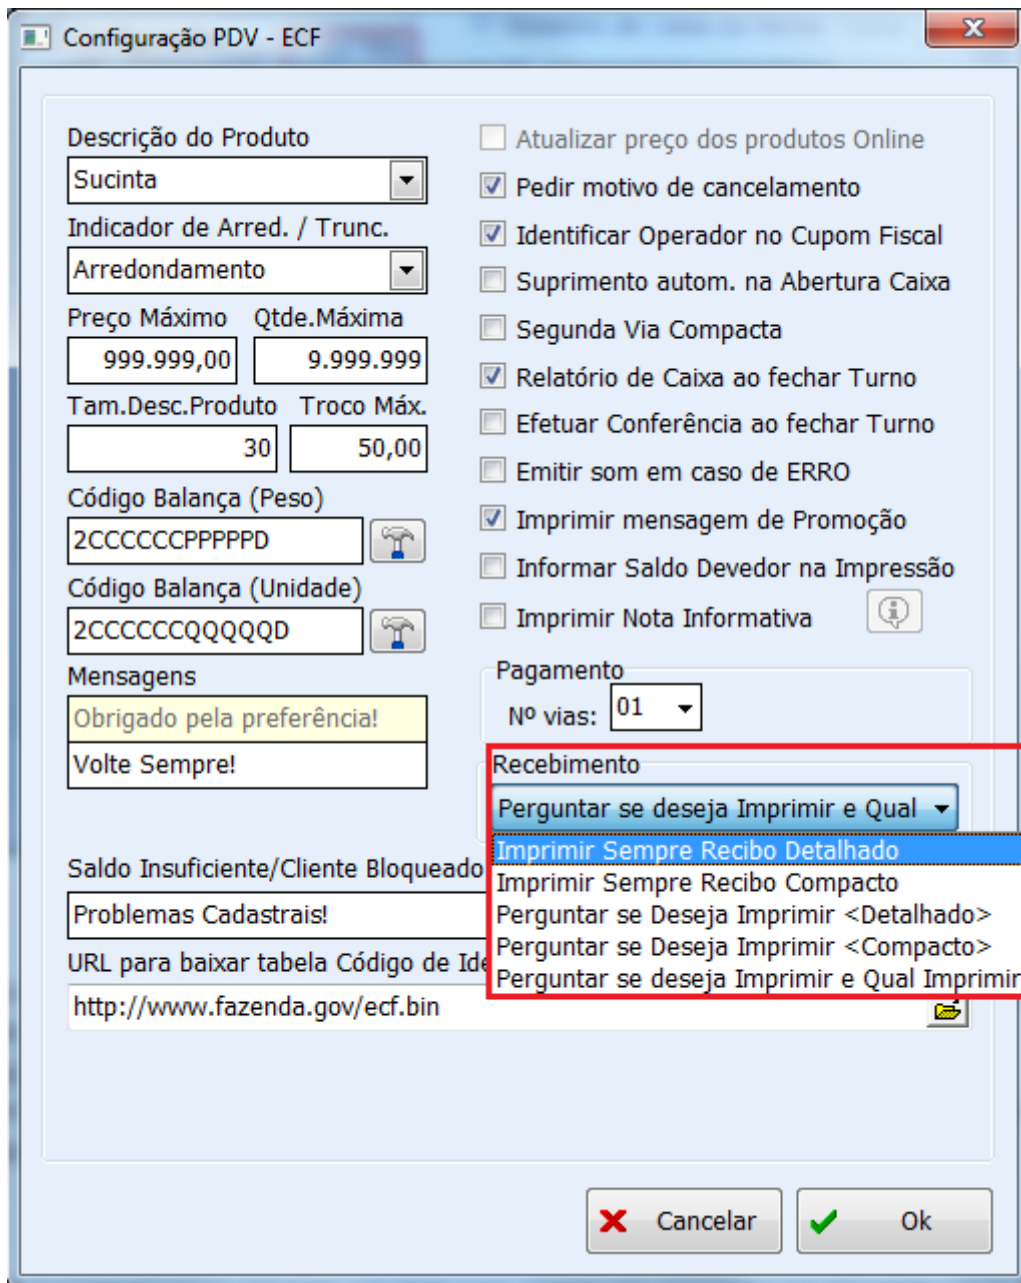 Configuração PDV - ECF
Descrição do Produto
Sucinta
Indicador de Arred. / Trunc.
Arredondamento
Preço Máximo Qtde.Máxima
999.999,00 9.999.999
Tam.Desc.Produto Troco Máx.
30 50,00
Código Balança (Peso)
2CCCCCCPPPPPD
Código Balança (Unidade)
2CCCCCCQQQQQD
Mensagens
Obrigado pela preferência!
Volte Sempre!
Atualizar preço dos produtos Online
Pedir motivo de cancelamento
Identificar Operador no Cupom Fiscal
Suprimento autom. na Abertura Caixa
Segunda Via Compacta
Relatório de Caixa ao fechar Turno
Efetuar Conferência ao fechar Turno
Emitir som em caso de ERRO
Imprimir mensagem de Promoção
Informar Saldo Devedor na Impressão
Imprimir Nota Informativa
Pagamento
Nº vias: 01
Recebimento
Perguntar se deseja Imprimir e Qual
Imprimir Sempre Recibo Detalhado
Imprimir Sempre Recibo Compacto
Perguntar se Deseja Imprimir <Detalhado>
Perguntar se Deseja Imprimir <Compacto>
Perguntar se deseja Imprimir e Qual Imprimir
Saldo Insuficiente/Cliente Bloqueado
Problemas Cadastrais!
URL para baixar tabela Código de Ide
http://www.fazenda.gov/ecf.bin
Cancelar
Ok